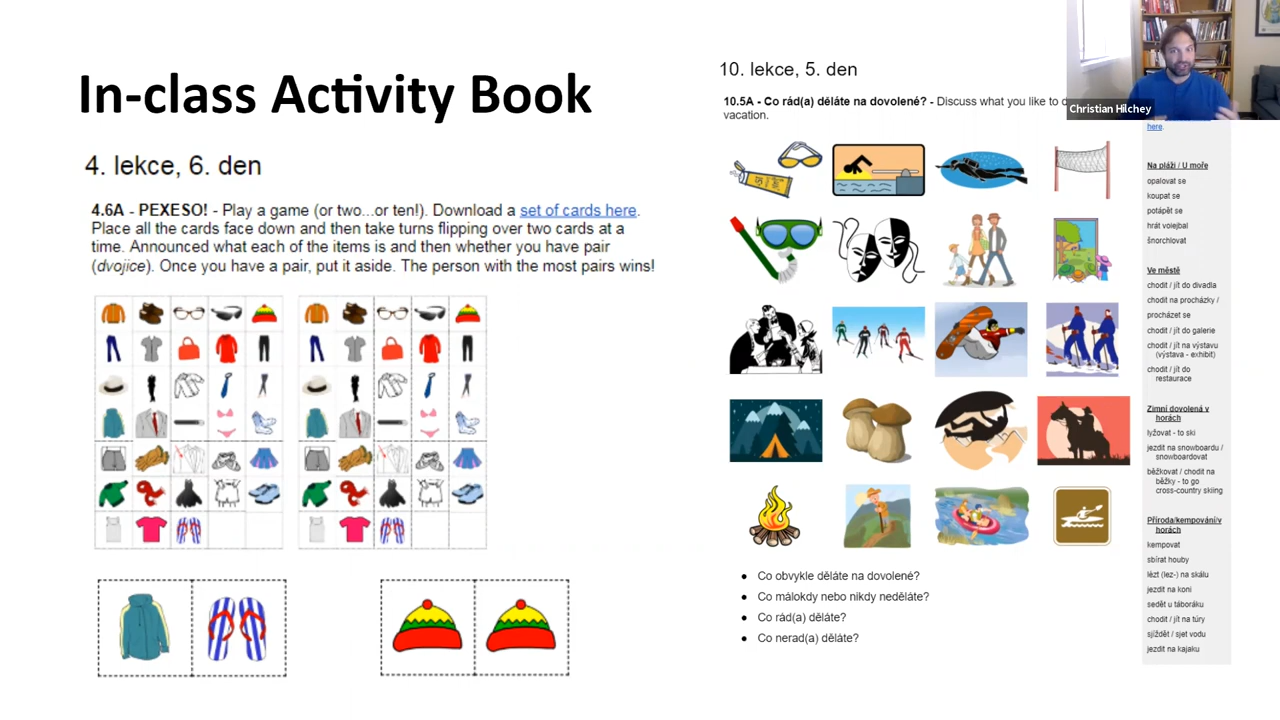 In-class Activity Book
4. lekce, 6. den
4.6A - PEXESO! - Play a game (or two...or ten!). Download a set of cards here.
Place all the cards face down and then take turns flipping over two cards at a
time. Announced what each of the items is and then whether you have pair
(dvojice). Once you have a pair, put it aside. The person with the most pairs wins!
10. lekce, 5. den
10.5A - Co rád(a) děláte na dovolené? - Discuss what you like to
vacation.
Christian Hilchey
here.
Na pláži / U moře
opalovat se
koupat se
potápět se
hrát volejbal
šnorchlovat
Ve městě
chodit / jít do divadla
chodit na procházky /
procházet se
chodit / jít do galerie
chodit / jít na výstavu
(výstava - exhibit)
chodit / jít do
restaurace
Zimní dovolená v
horách
lyžovat - to ski
jezdit na snowboardu /
snowboardovat
běžkovat / chodit na
běžky - to go
cross-country skiing
Příroda/kempování/v
horách
kempovat
sbírat houby
lézt (lez-) na skálu
jezdit na koni
sedět u táboráku
chodit / jít na túry
sjíždět / sjet vodu
jezdit na kajaku
● Co obvykle děláte na dovolené?
● Co málokdy nebo nikdy neděláte?
● Co rád(a) děláte?
● Co nerad(a) děláte?